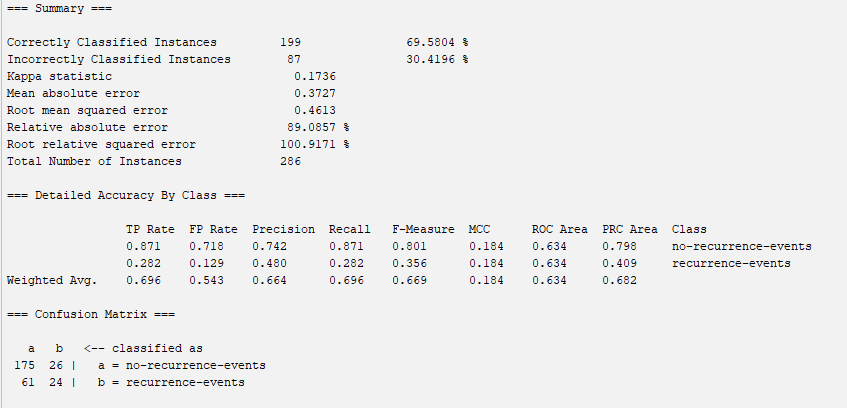 === Summary ===
Correctly Classified Instances 199 69.5804 %
Incorrectly Classified Instances 87 30.4196 %
Kappa statistic 0.1736
Mean absolute error 0.3727
Root mean squared error 0.4613
Relative absolute error 89.0857 %
Root relative squared error 100.9171 %
Total Number of Instances 286
=== Detailed Accuracy By Class ===
TP Rate FP Rate Precision Recall F-Measure MCC ROC Area PRC Area Class
0.871 0.718 0.742 0.871 0.801 0.184 0.634 0.798 no-recurrence-events
0.282 0.129 0.480 0.282 0.356 0.184 0.634 0.409 recurrence-events
Weighted Avg. 0.696 0.543 0.664 0.696 0.669 0.184 0.634 0.682
=== Confusion Matrix ===
a b <-- classified as
175 26 | a = no-recurrence-events
61 24 | b = recurrence-events